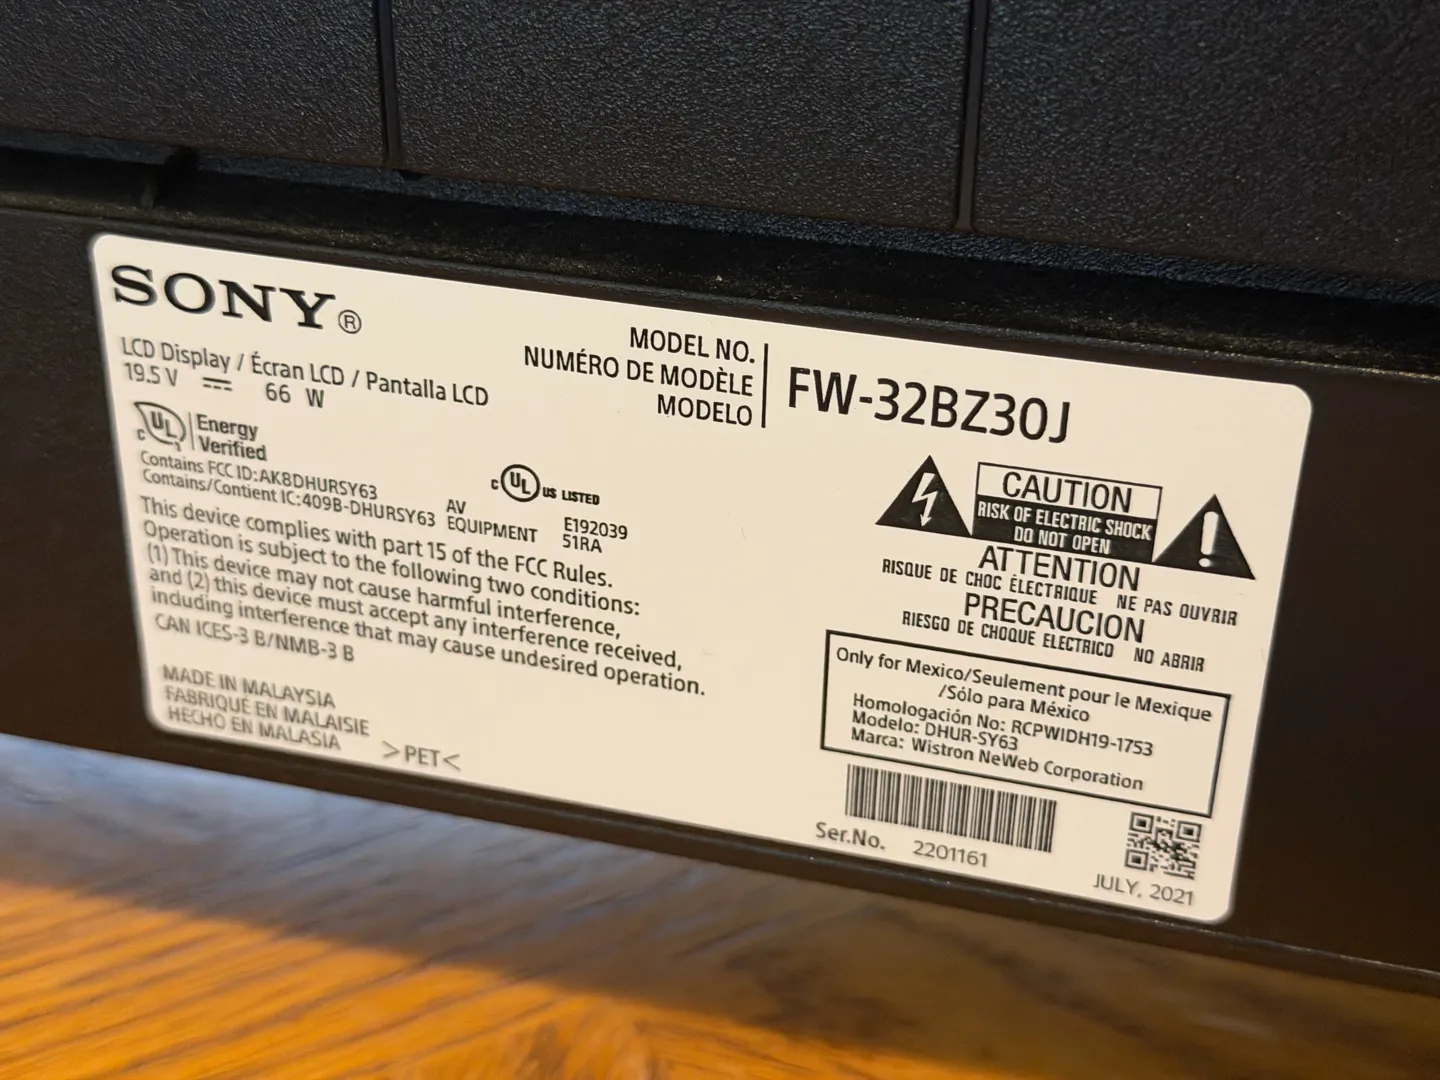 SONY®
LCD Display / Écran LCD / Pantalla LCD
19.5 V ⎓ 66 W
MODEL NO.
NUMÉRO DE MODÈLE
MODELO
FW-32BZ30J
c UL
Energy
Verified
Contains FCC ID:AK8DHURSY63
Contains/Contient IC:409B-DHURSY63
c UL US LISTED
AV
EQUIPMENT
E192039
51RA
This device complies with part 15 of the FCC Rules.
Operation is subject to the following two conditions:
(1) This device may not cause harmful interference,
and (2) this device must accept any interference received,
including interference that may cause undesired operation.
CAN ICES-3 B/NMB-3 B
MADE IN MALAYSIA
FABRIQUÉ EN MALAISIE
HECHO EN MALASIA
>PET<
CAUTION
RISK OF ELECTRIC SHOCK
DO NOT OPEN
ATTENTION
RISQUE DE CHOC ÉLECTRIQUE NE PAS OUVRIR
PRECAUCION
RIESGO DE CHOQUE ELECTRICO NO ABRIR
Only for Mexico/Seulement pour le Mexique
/Sólo para México
Homologación No: RCPWIDH19-1753
Modelo: DHUR-SY63
Marca: Wistron NeWeb Corporation
Ser.No. 2201161
JULY, 2021